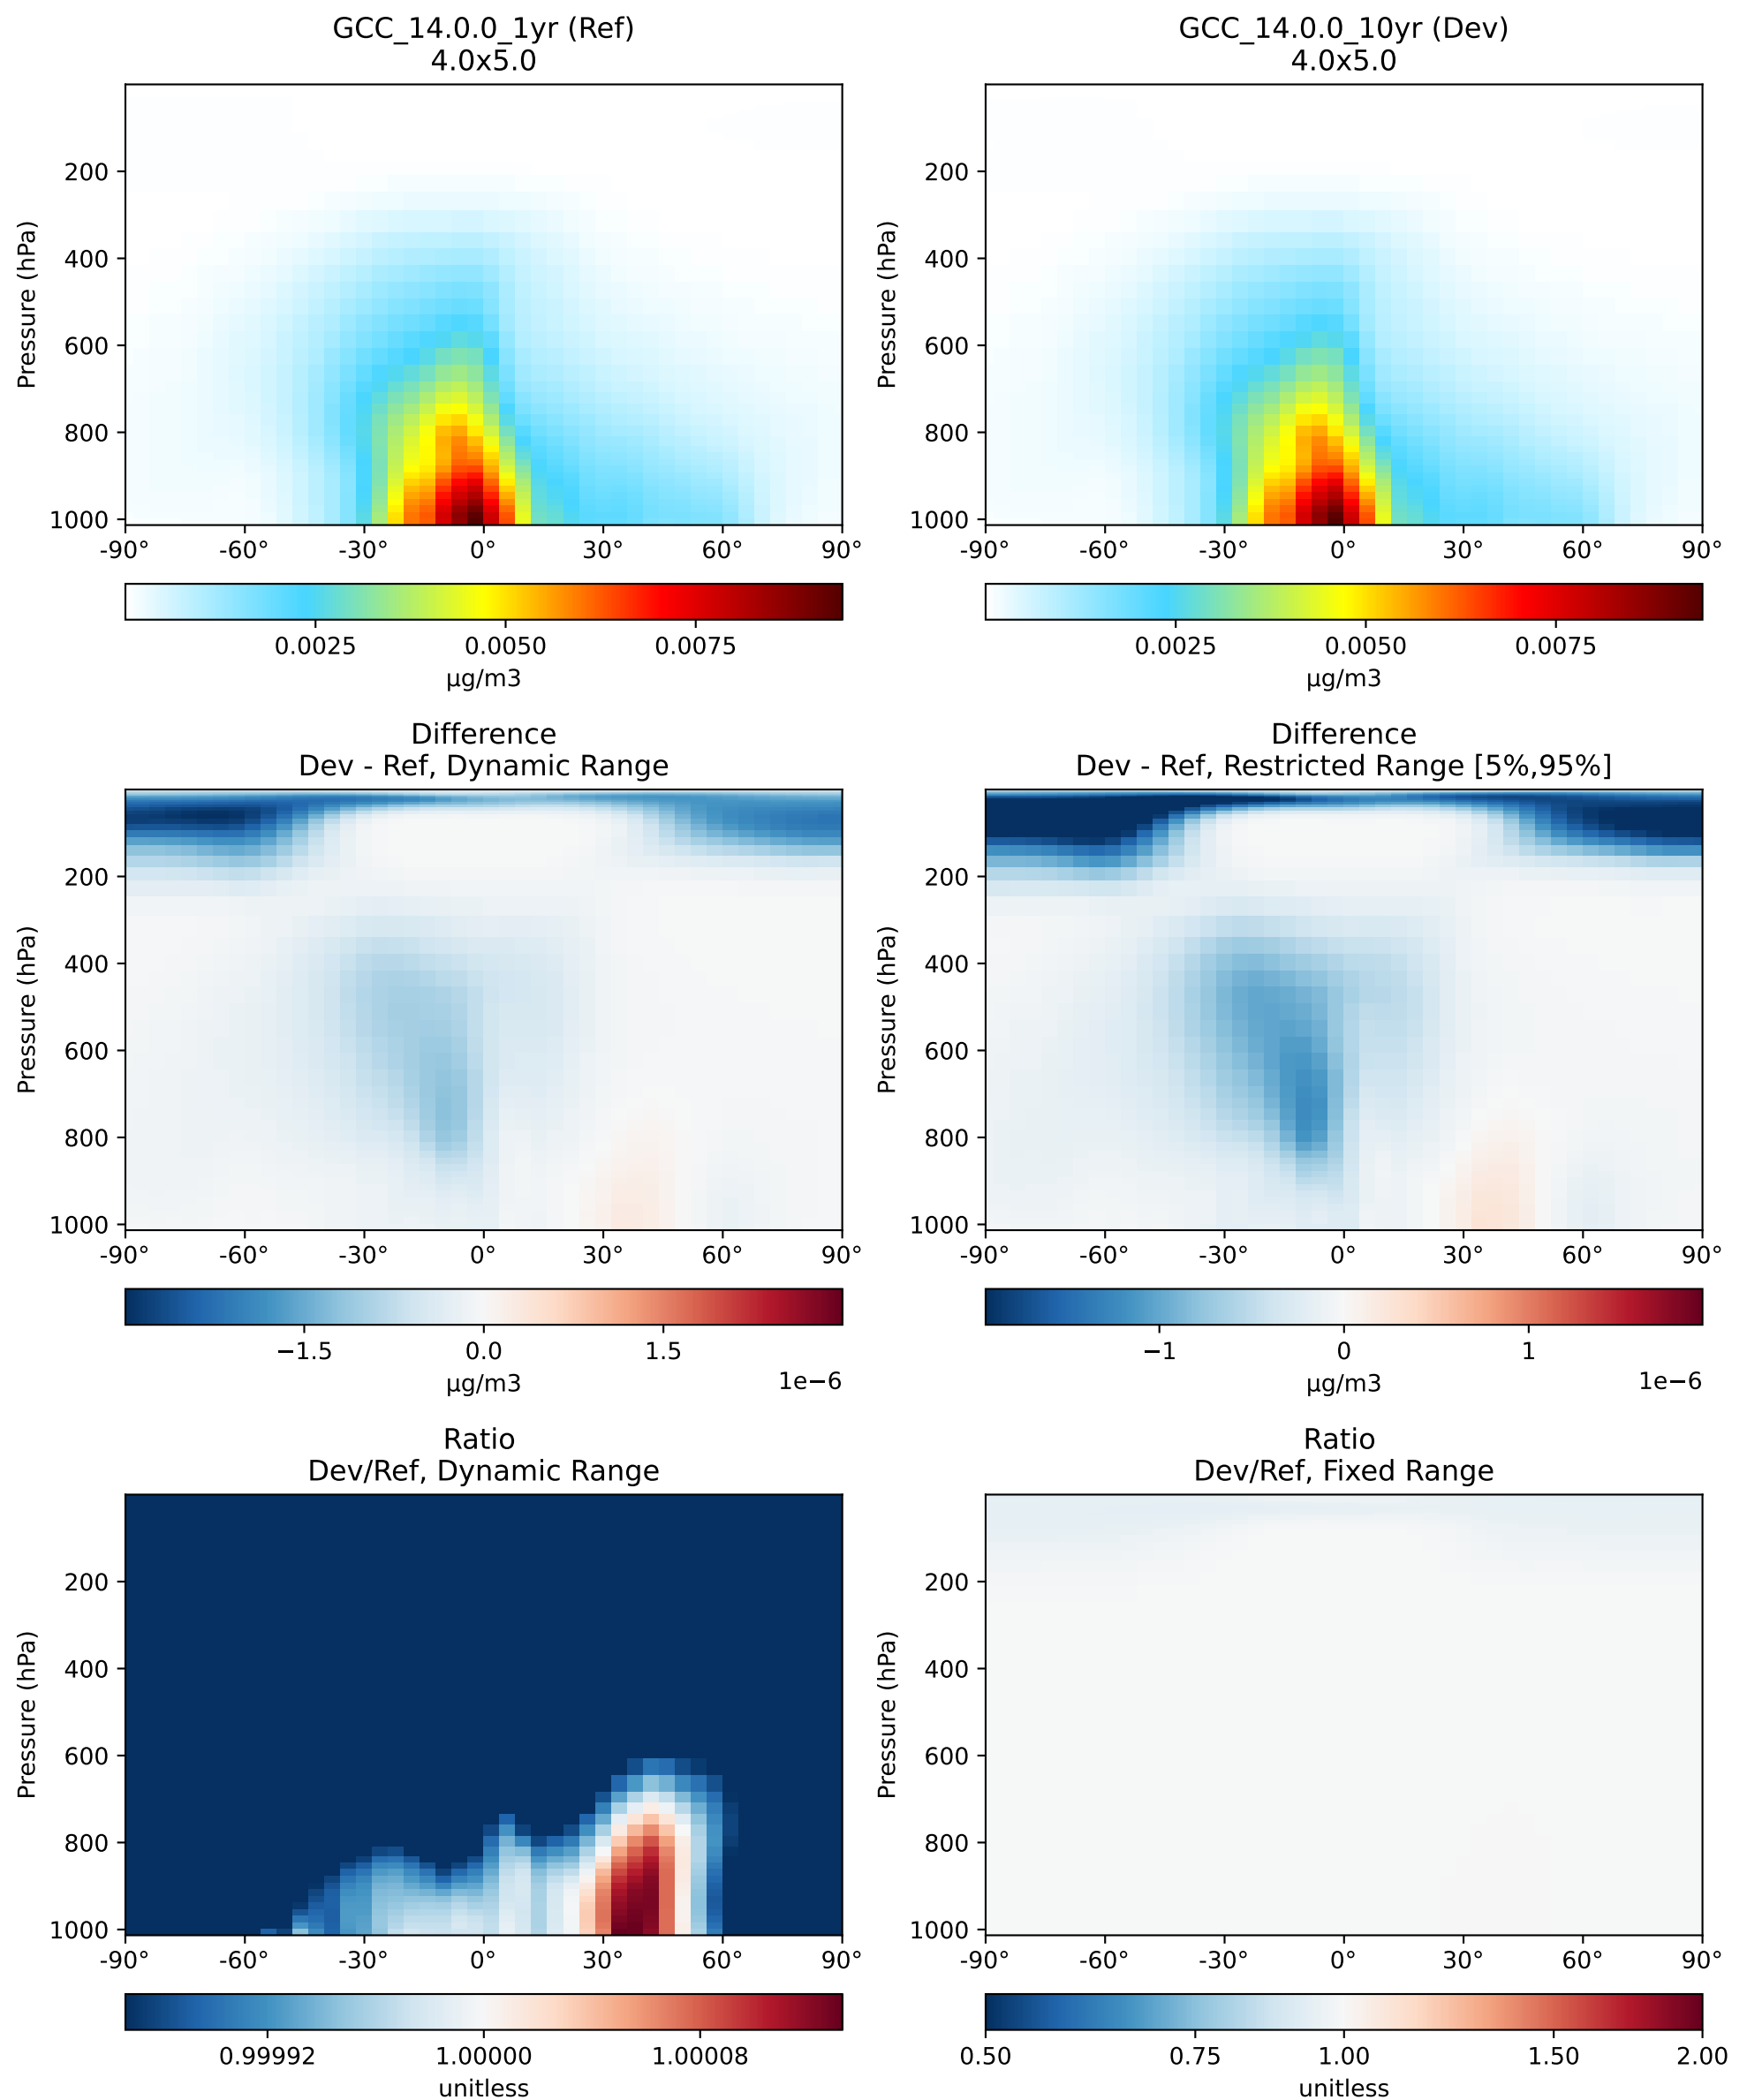 GCC_14.0.0_1yr (Ref)
4.0x5.0
Pressure (hPa)
200
400
600
800
1000
-90° -60° -30° 0° 30° 60° 90°
0.0025 0.0050 0.0075
μg/m3
GCC_14.0.0_10yr (Dev)
4.0x5.0
Pressure (hPa)
200
400
600
800
1000
-90° -60° -30° 0° 30° 60° 90°
0.0025 0.0050 0.0075
μg/m3
Difference
Dev - Ref, Dynamic Range
Pressure (hPa)
200
400
600
800
1000
-90° -60° -30° 0° 30° 60° 90°
−1.5 0.0 1.5
μg/m3
1e−6
Difference
Dev - Ref, Restricted Range [5%,95%]
Pressure (hPa)
200
400
600
800
1000
-90° -60° -30° 0° 30° 60° 90°
−1 0 1
μg/m3
1e−6
Ratio
Dev/Ref, Dynamic Range
Pressure (hPa)
200
400
600
800
1000
-90° -60° -30° 0° 30° 60° 90°
0.99992 1.00000 1.00008
unitless
Ratio
Dev/Ref, Fixed Range
Pressure (hPa)
200
400
600
800
1000
-90° -60° -30° 0° 30° 60° 90°
0.50 0.75 1.00 1.50 2.00
unitless